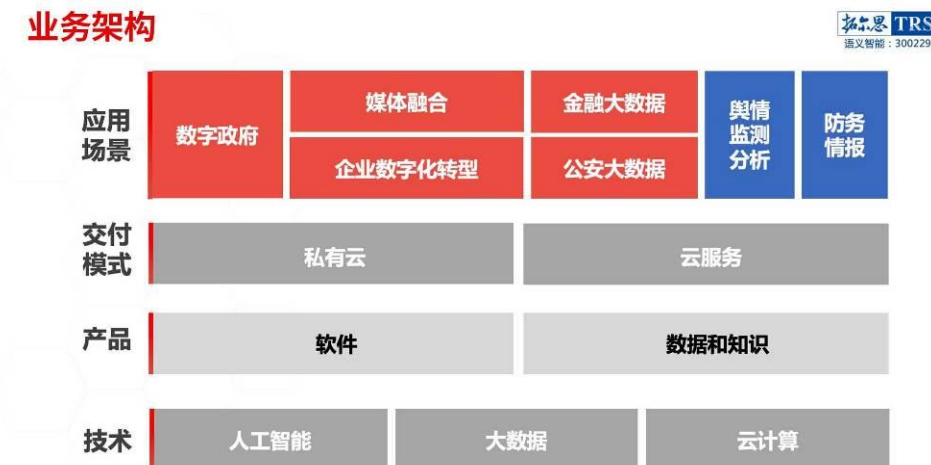 业务架构
拓尔思 TRS
语义智能：300229
应用
场景
数字政府
媒体融合
企业数字化转型
金融大数据
公安大数据
舆情
监测
分析
防务
情报
交付
模式
私有云
云服务
产品
软件
数据和知识
技术
人工智能
大数据
云计算